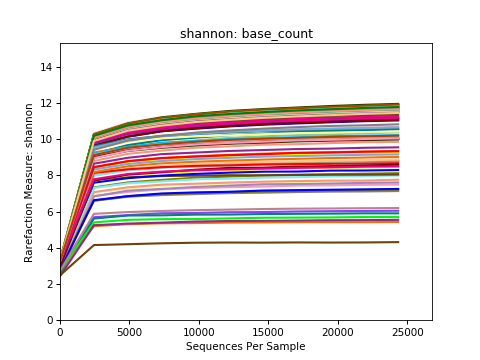 shannon: base_count
Rarefaction Measure: shannon
14
12
10
8
6
4
2
0
0 5000 10000 15000 20000 25000
Sequences Per Sample